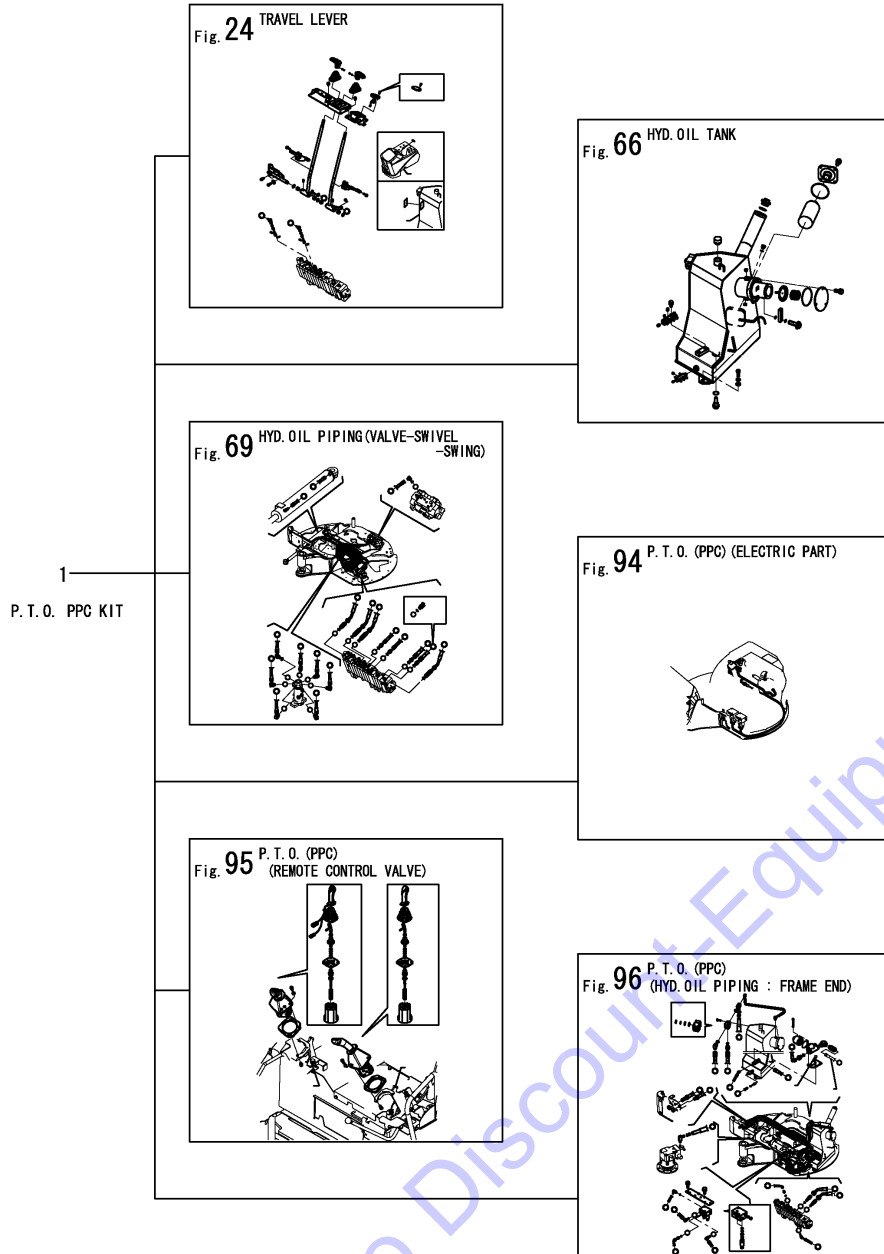 Fig. 24 TRAVEL LEVER
Fig. 66 HYD. OIL TANK
Fig. 69 HYD. OIL PIPING(VALVE-SWIVEL
-SWING)
1
P. T. O. PPC KIT
Fig. 94 P. T. O. (PPC) (ELECTRIC PART)
Fig. 95 P. T. O. (PPC)
(REMOTE CONTROL VALVE)
Fig. 96 P. T. O. (PPC)
(HYD. OIL PIPING : FRAME END)
Discount-Equip